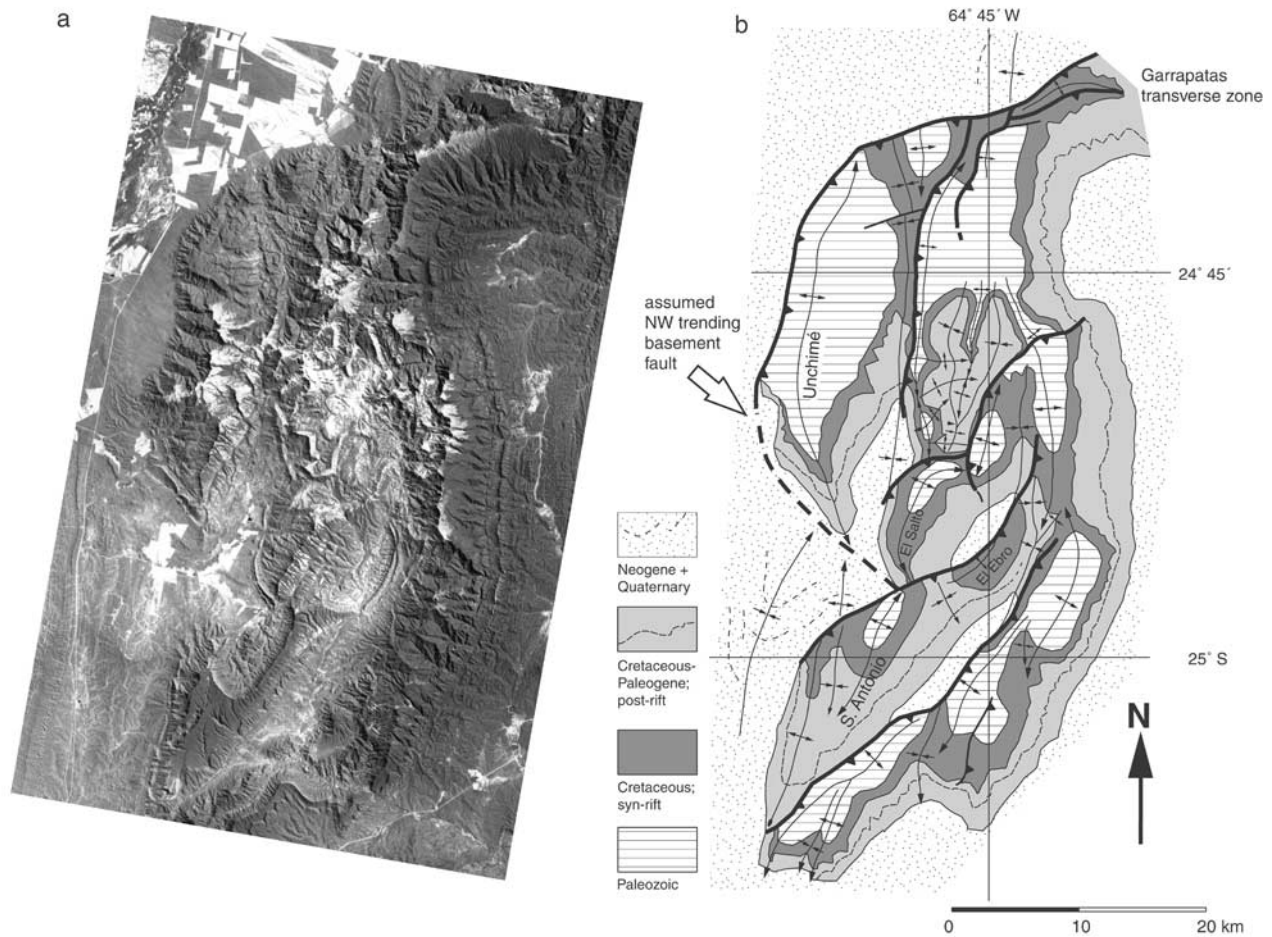 a
b
64° 45´ W
Garrapatas
transverse zone
24° 45´
assumed
NW trending
basement
fault
Unchimé
El Salto
El Ebro
S. Antonio
25° S
Neogene +
Quaternary
Cretaceous-
Paleogene;
post-rift
Cretaceous;
syn-rift
Paleozoic
N
0
10
20 km